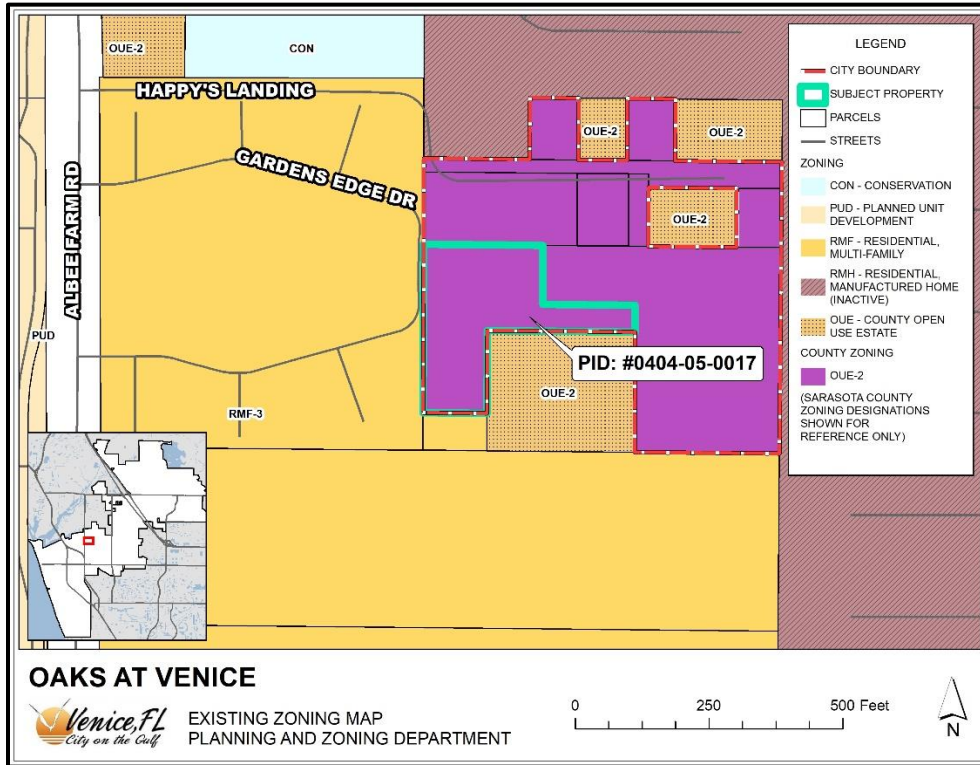 OUE-2
CON
HAPPY'S LANDING
GARDENS EDGE DR
ALBEE FARM RD
PUD
OUE-2
OUE-2
OUE-2
PID: #0404-05-0017
OUE-2
RMF-3
LEGEND
CITY BOUNDARY
SUBJECT PROPERTY
PARCELS
STREETS
ZONING
CON - CONSERVATION
PUD - PLANNED UNIT
DEVELOPMENT
RMF - RESIDENTIAL,
MULTI-FAMILY
RMH - RESIDENTIAL,
MANUFACTURED HOME
(INACTIVE)
OUE - COUNTY OPEN
USE ESTATE
COUNTY ZONING
OUE-2
(SARASOTA COUNTY
ZONING DESIGNATIONS
SHOWN FOR
REFERENCE ONLY)
OAKS AT VENICE
Venice, FL
City on the Gulf
EXISTING ZONING MAP
PLANNING AND ZONING DEPARTMENT
0 250 500 Feet
N